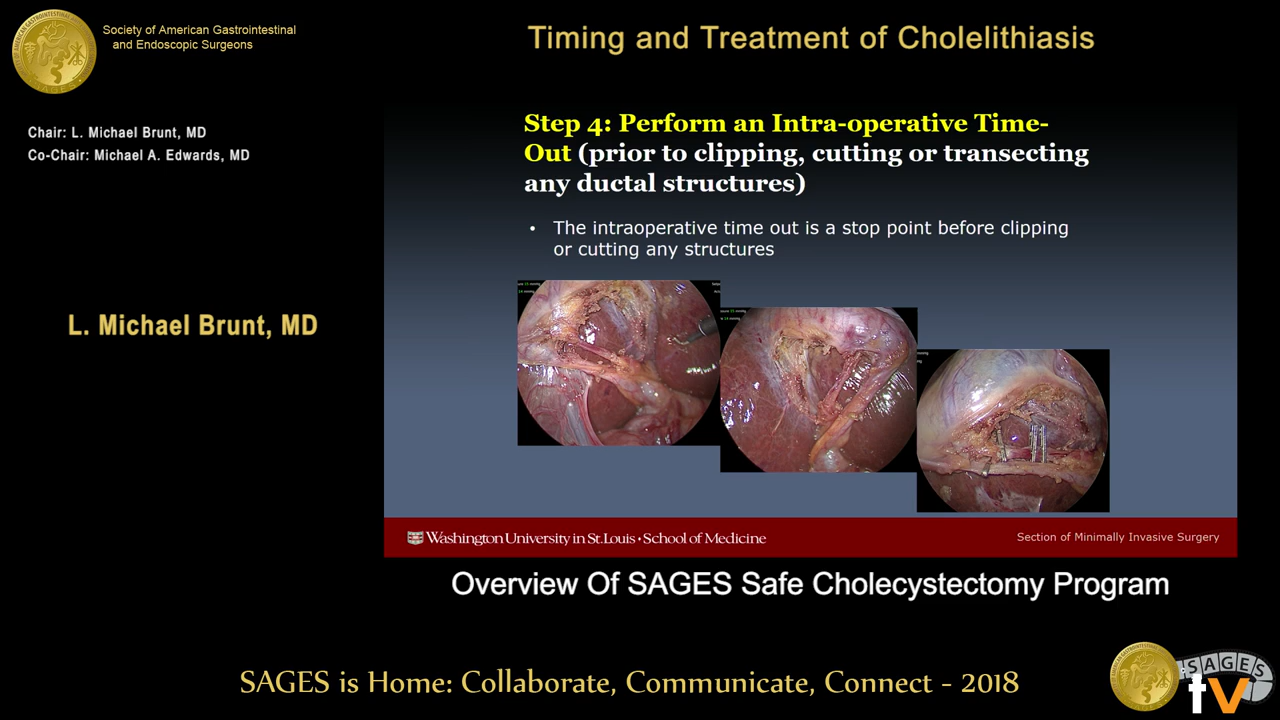 Society of American Gastrointestinal
and Endoscopic Surgeons
Timing and Treatment of Cholelithiasis
Chair: L. Michael Brunt, MD
Co-Chair: Michael A. Edwards, MD
L. Michael Brunt, MD
Step 4: Perform an Intra-operative Time-
Out (prior to clipping, cutting or transecting
any ductal structures)
• The intraoperative time out is a stop point before clipping
or cutting any structures
Washington University in St. Louis • School of Medicine
Section of Minimally Invasive Surgery
Overview Of SAGES Safe Cholecystectomy Program
SAGES is Home: Collaborate, Communicate, Connect - 2018
SAGES
tv